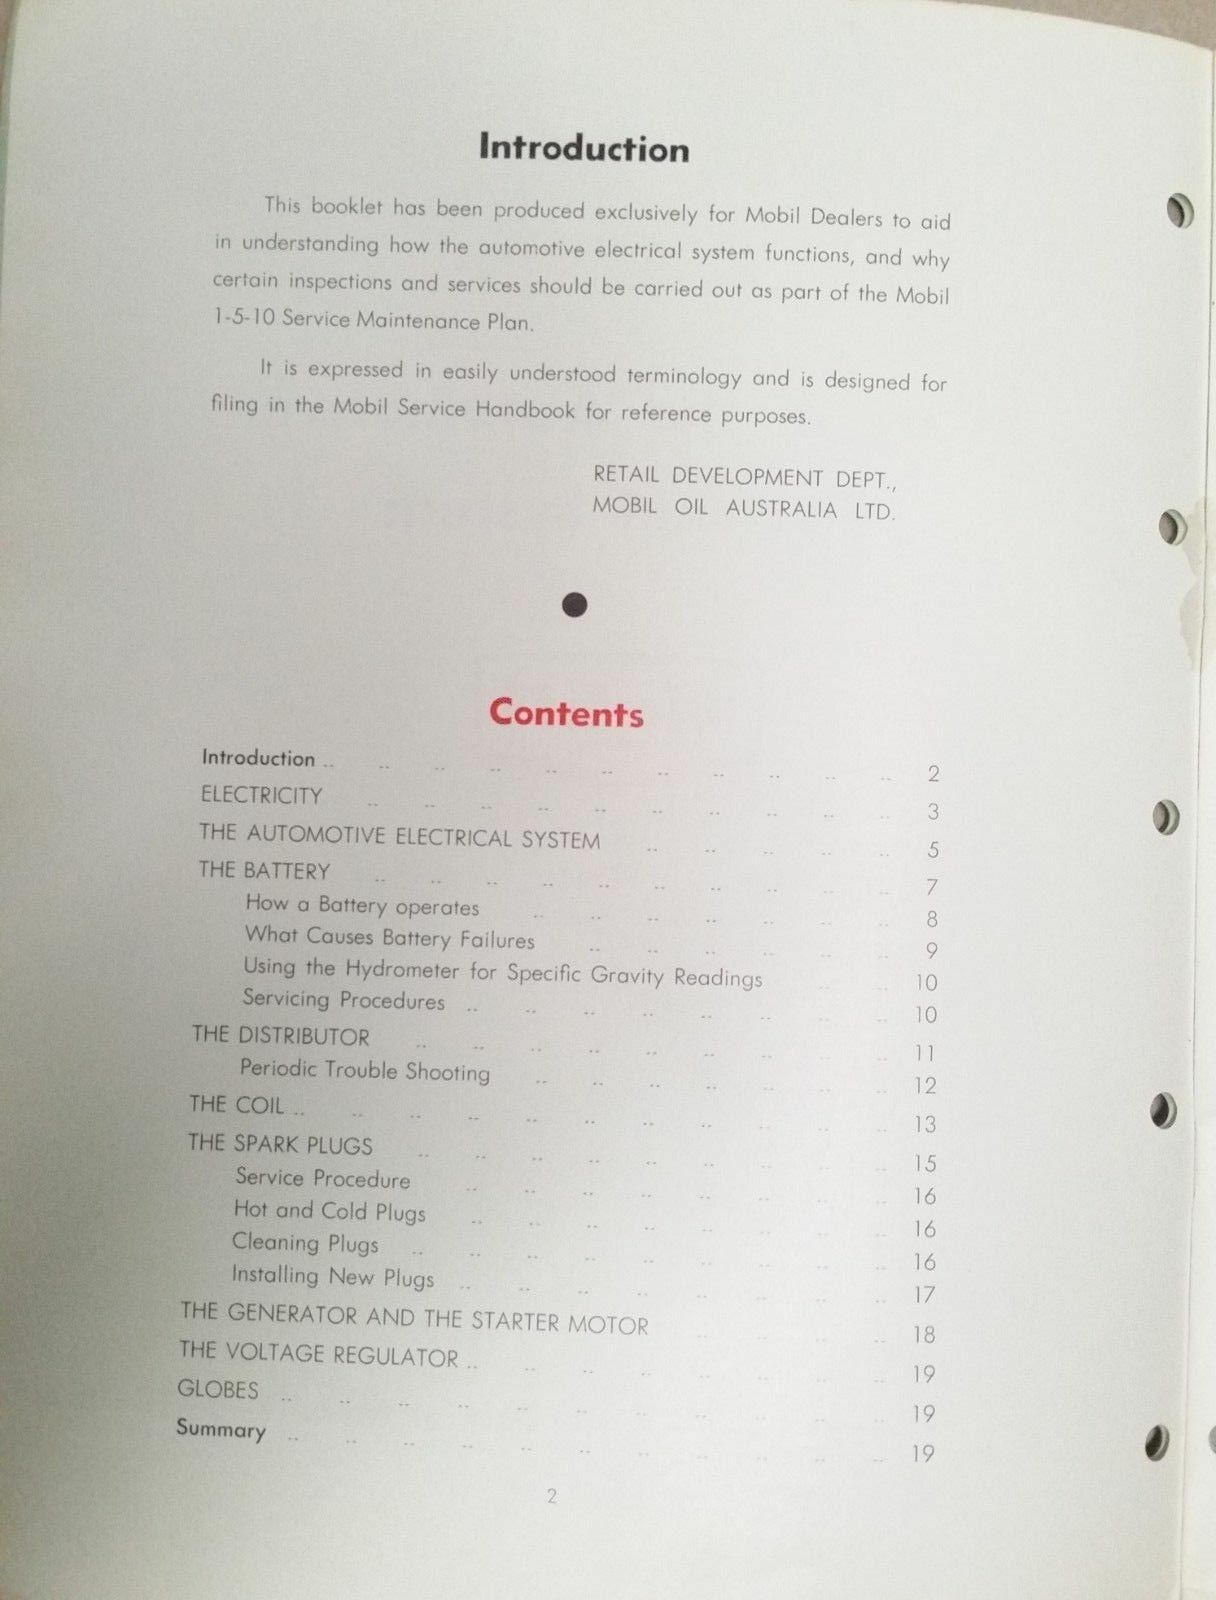 Introduction
This booklet has been produced exclusively for Mobil Dealers to aid
in understanding how the automotive electrical system functions, and why
certain inspections and services should be carried out as part of the Mobil
1-5-10 Service Maintenance Plan.
It is expressed in easily understood terminology and is designed for
filing in the Mobil Service Handbook for reference purposes.
RETAIL DEVELOPMENT DEPT.,
MOBIL OIL AUSTRALIA LTD.
Contents
Introduction .. .. .. .. .. .. .. .. .. .. .. 2
ELECTRICITY .. .. .. .. .. .. .. .. .. .. 3
THE AUTOMOTIVE ELECTRICAL SYSTEM .. .. .. .. .. 5
THE BATTERY .. .. .. .. .. .. .. .. .. .. 7
How a Battery operates .. .. .. .. .. .. .. 8
What Causes Battery Failures .. .. .. .. .. .. 9
Using the Hydrometer for Specific Gravity Readings .. .. 10
Servicing Procedures .. .. .. .. .. .. .. .. 10
THE DISTRIBUTOR .. .. .. .. .. .. .. .. .. 11
Periodic Trouble Shooting .. .. .. .. .. .. .. 12
THE COIL .. .. .. .. .. .. .. .. .. .. .. 13
THE SPARK PLUGS .. .. .. .. .. .. .. .. .. 15
Service Procedure .. .. .. .. .. .. .. .. 16
Hot and Cold Plugs .. .. .. .. .. .. .. .. 16
Cleaning Plugs .. .. .. .. .. .. .. .. .. 16
Installing New Plugs .. .. .. .. .. .. .. .. 17
THE GENERATOR AND THE STARTER MOTOR .. .. .. .. 18
THE VOLTAGE REGULATOR .. .. .. .. .. .. .. .. 19
GLOBES .. .. .. .. .. .. .. .. .. .. .. 19
Summary .. .. .. .. .. .. .. .. .. .. .. 19
2